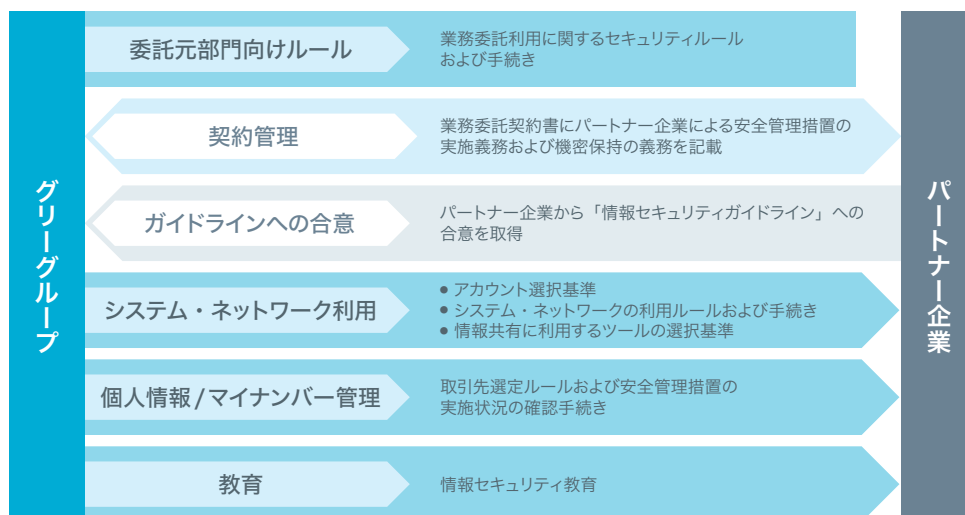 グリーグループ
委託元部門向けルール
業務委託利用に関するセキュリティルール
および手続き
契約管理
業務委託契約書にパートナー企業による安全管理措置の
実施義務および機密保持の義務を記載
ガイドラインへの合意
パートナー企業から「情報セキュリティガイドライン」への
合意を取得
システム・ネットワーク利用
● アカウント選択基準
● システム・ネットワークの利用ルールおよび手続き
● 情報共有に利用するツールの選択基準
個人情報/マイナンバー管理
取引先選定ルールおよび安全管理措置の
実施状況の確認手続き
教育
情報セキュリティ教育
パートナー企業